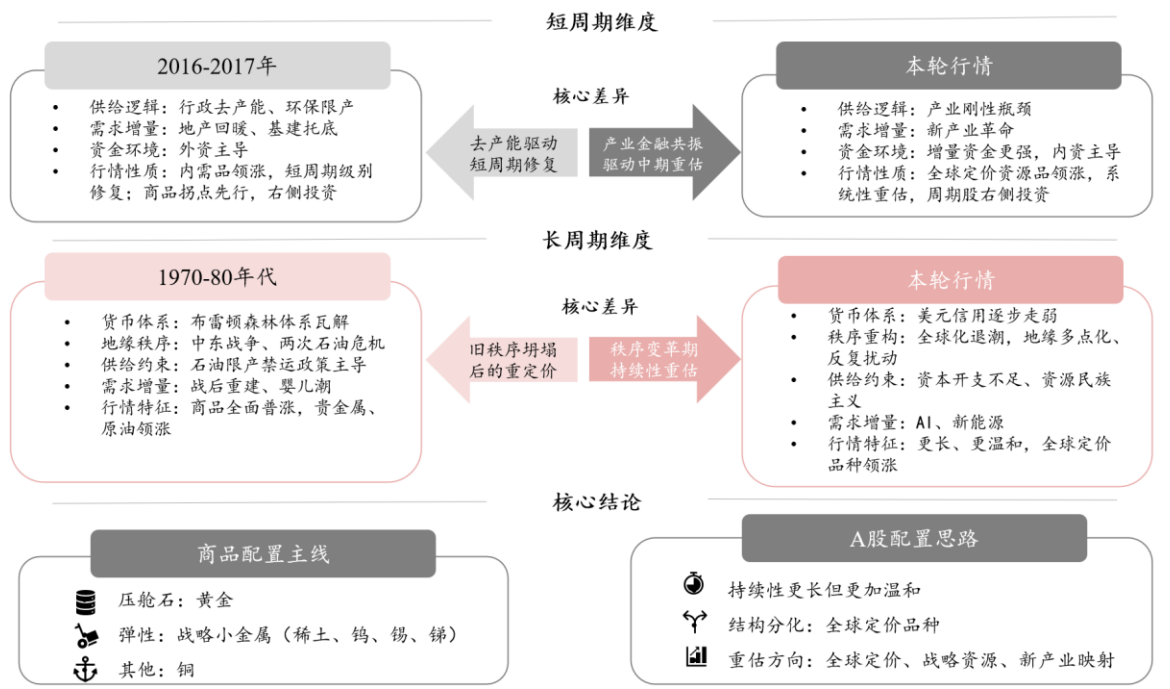 短周期维度
2016-2017年
• 供给逻辑：行政去产能、环保限产
• 需求增量：地产回暖、基建托底
• 资金环境：外资主导
• 行情性质：内需品领涨，短周期级别
修复；商品拐点先行，右侧投资
核心差异
去产能驱动
短周期修复
产业金融共振
驱动中期重估
本轮行情
• 供给逻辑：产业刚性瓶颈
• 需求增量：新产业革命
• 资金环境：增量资金更强，内资主导
• 行情性质：全球定价资源品领涨，系
统性重估，周期股右侧投资
长周期维度
1970-80年代
• 货币体系：布雷顿森林体系瓦解
• 地缘秩序：中东战争、两次石油危机
• 供给约束：石油限产禁运政策主导
• 需求增量：战后重建、婴儿潮
• 行情特征：商品全面普涨，贵金属、
原油领涨
核心差异
旧秩序坍塌
后的重定价
秩序变革期
持续性重估
本轮行情
• 货币体系：美元信用逐步走弱
• 秩序重构：全球化退潮，地缘多点化、
反复扰动
• 供给约束：资本开支不足、资源民族
主义
• 需求增量：AI、新能源
• 行情特征：更长、更温和，全球定价
品种领涨
核心结论
商品配置主线
压舱石：黄金
弹性：战略小金属（稀土、钨、锡、锑）
其他：铜
A股配置思路
持续性更长但更加温和
结构分化：全球定价品种
重估方向：全球定价、战略资源、新产业映射